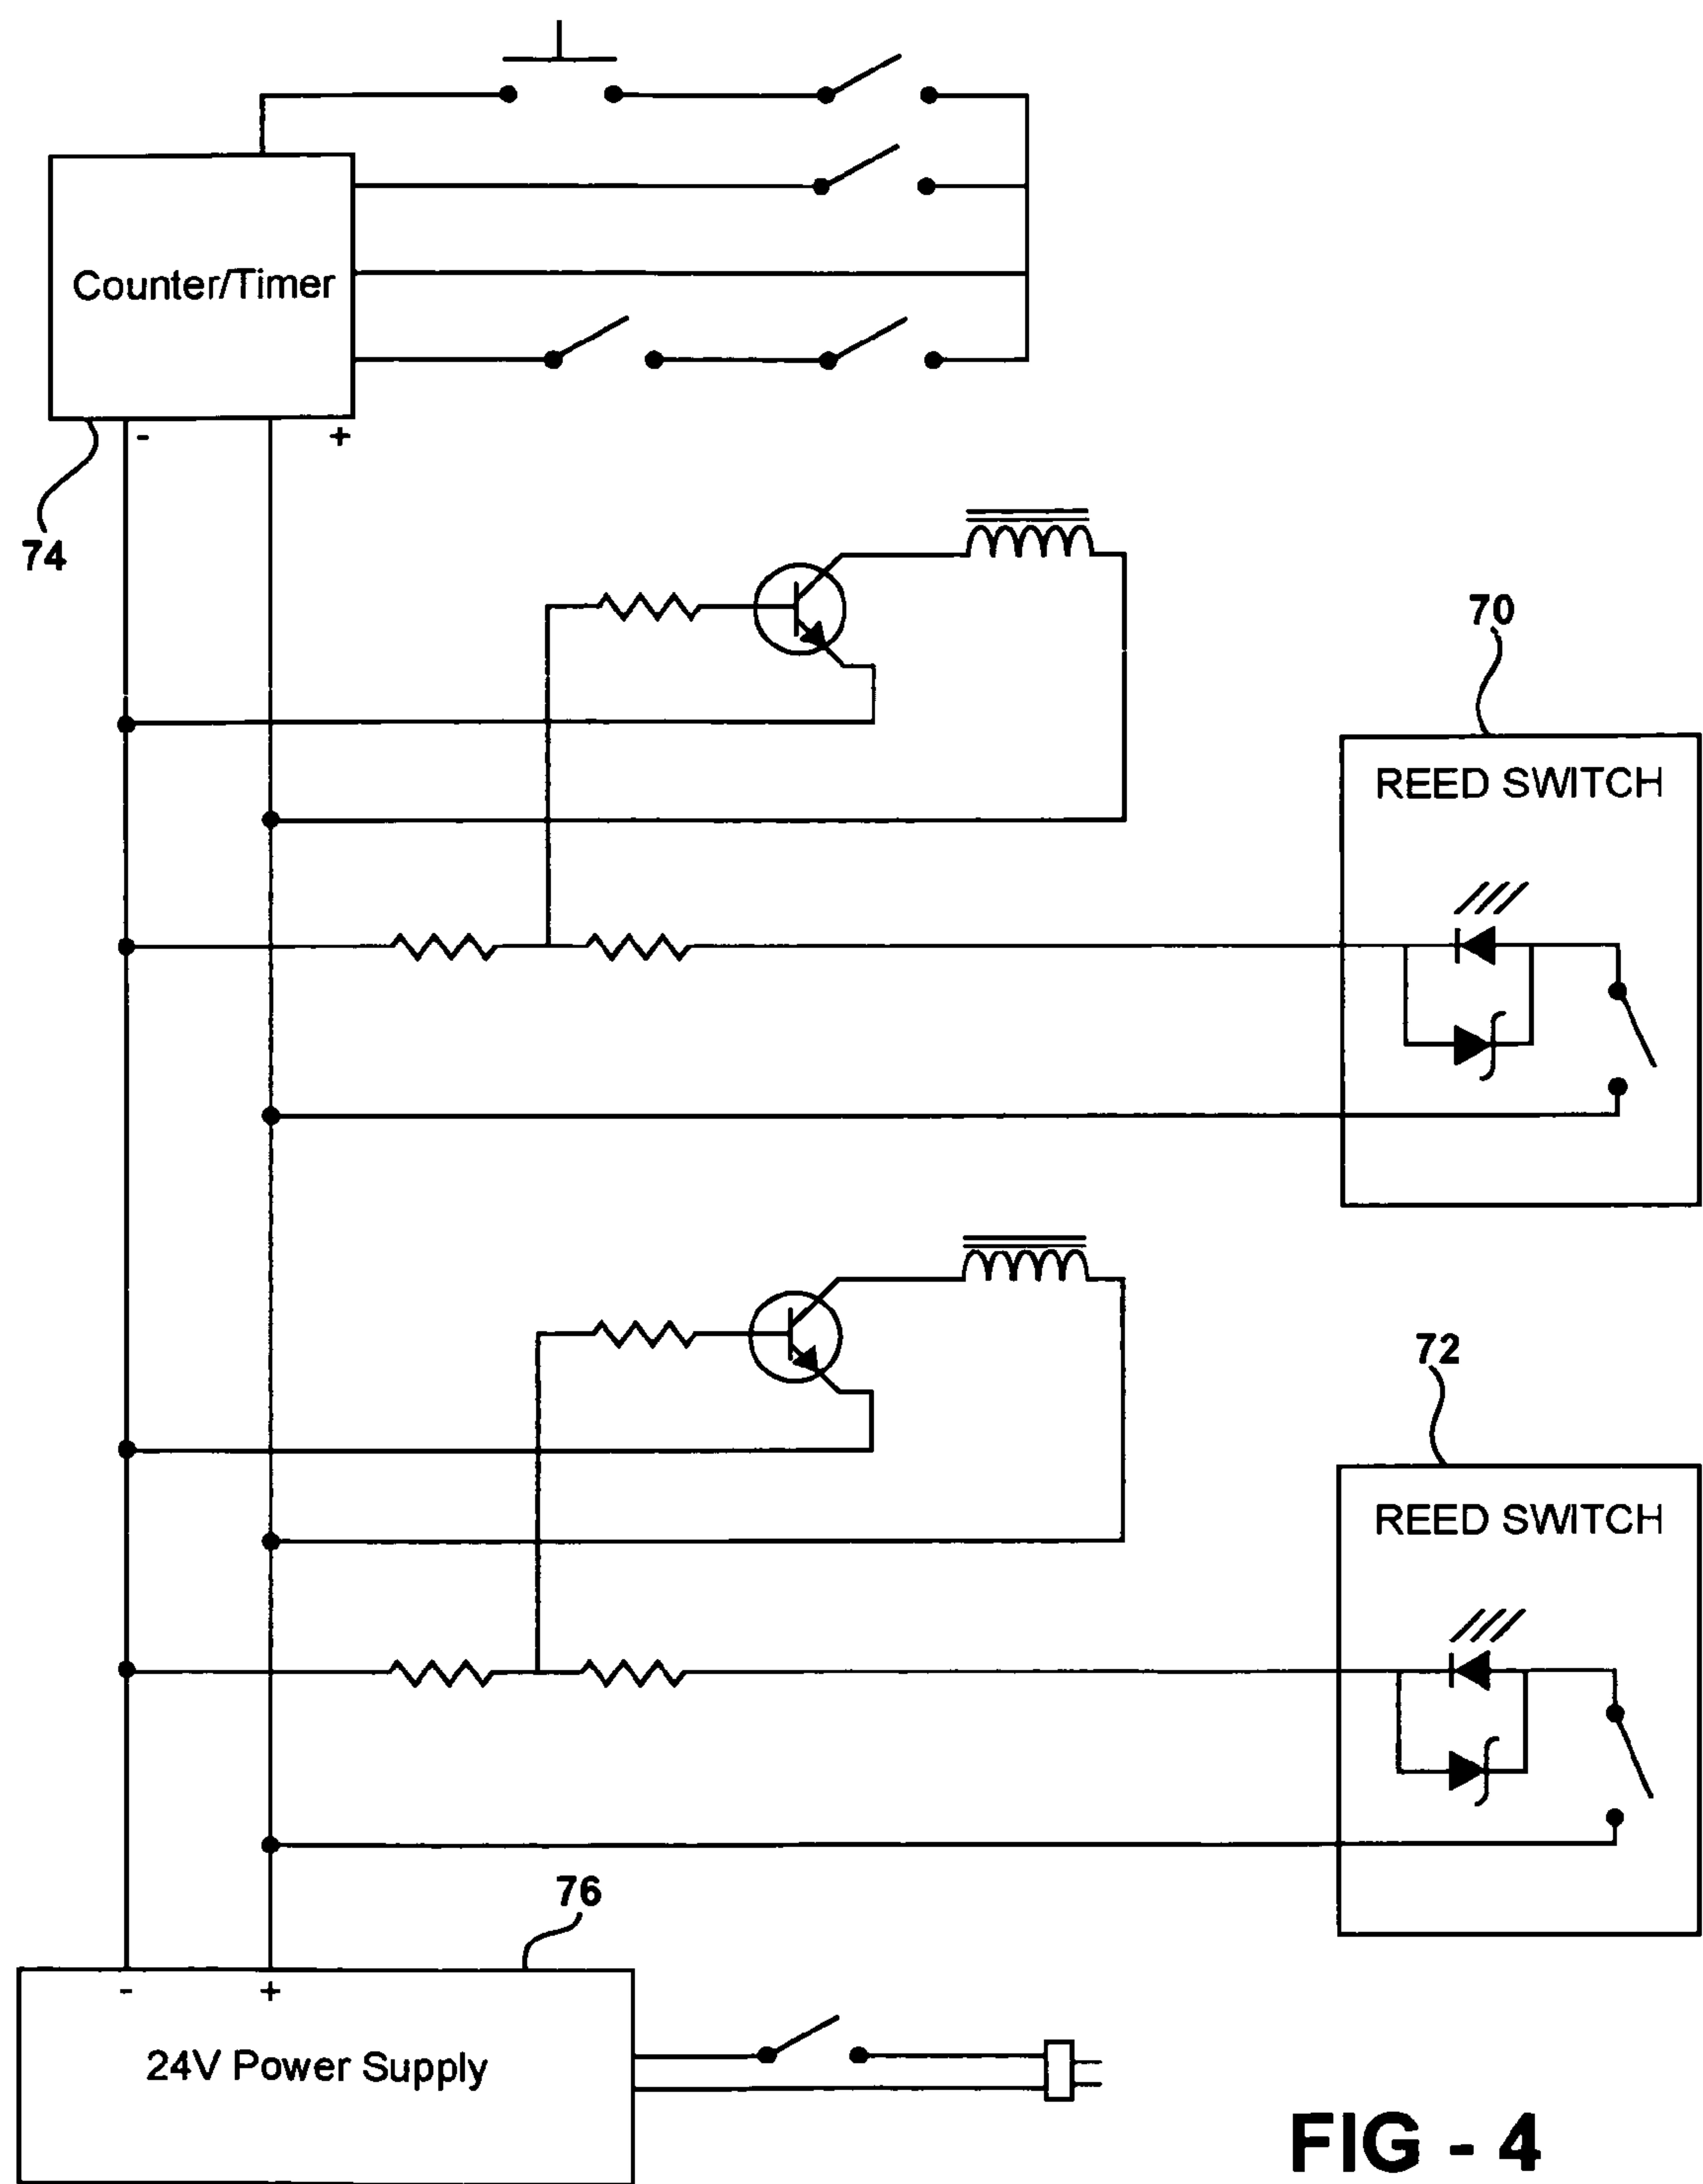 Counter/Timer
- +
74
70
REED SWITCH
72
REED SWITCH
76
- +
24V Power Supply
FIG - 4